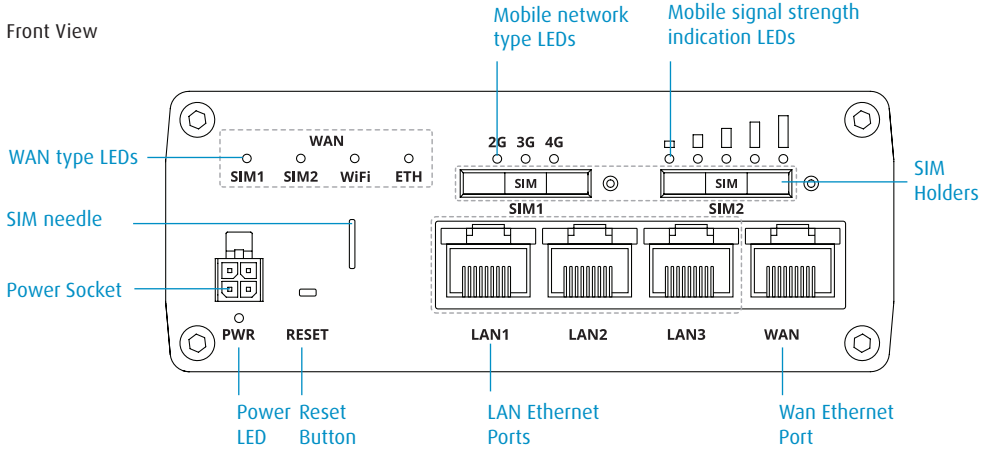 Front View
Mobile network
type LEDs
Mobile signal strength
indication LEDs
WAN type LEDs
WAN
SIM1 SIM2 WiFi ETH
2G 3G 4G
SIM
SIM
SIM1
SIM2
SIM
Holders
SIM needle
Power Socket
PWR
RESET
LAN1
LAN2
LAN3
WAN
Power
LED
Reset
Button
LAN Ethernet
Ports
Wan Ethernet
Port